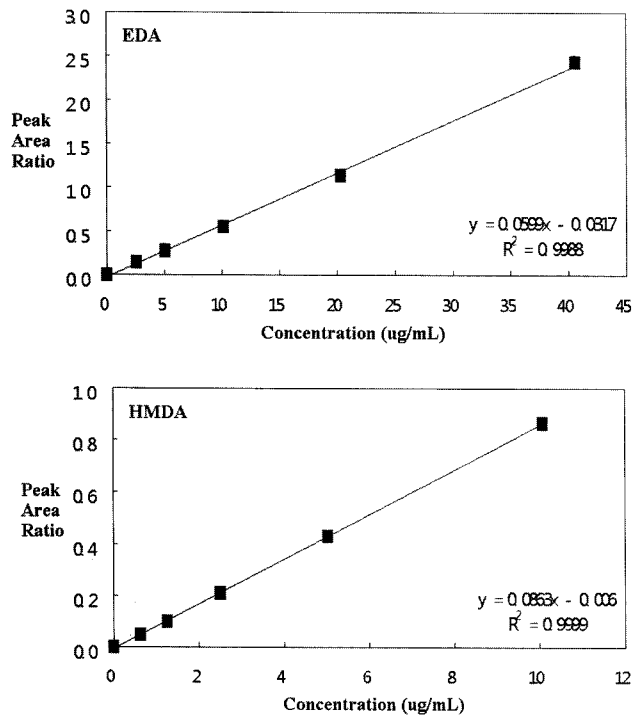 EDA
3.0
2.5
2.0
1.5
1.0
0.5
0.0
Peak
Area
Ratio
y = 0.0599x - 0.0317
R² = 0.9988
0 5 10 15 20 25 30 35 40 45
Concentration (ug/mL)
HMDA
1.0
0.8
0.6
0.4
0.2
0.0
Peak
Area
Ratio
y = 0.0863x - 0.006
R² = 0.9999
0 2 4 6 8 10 12
Concentration (ug/mL)